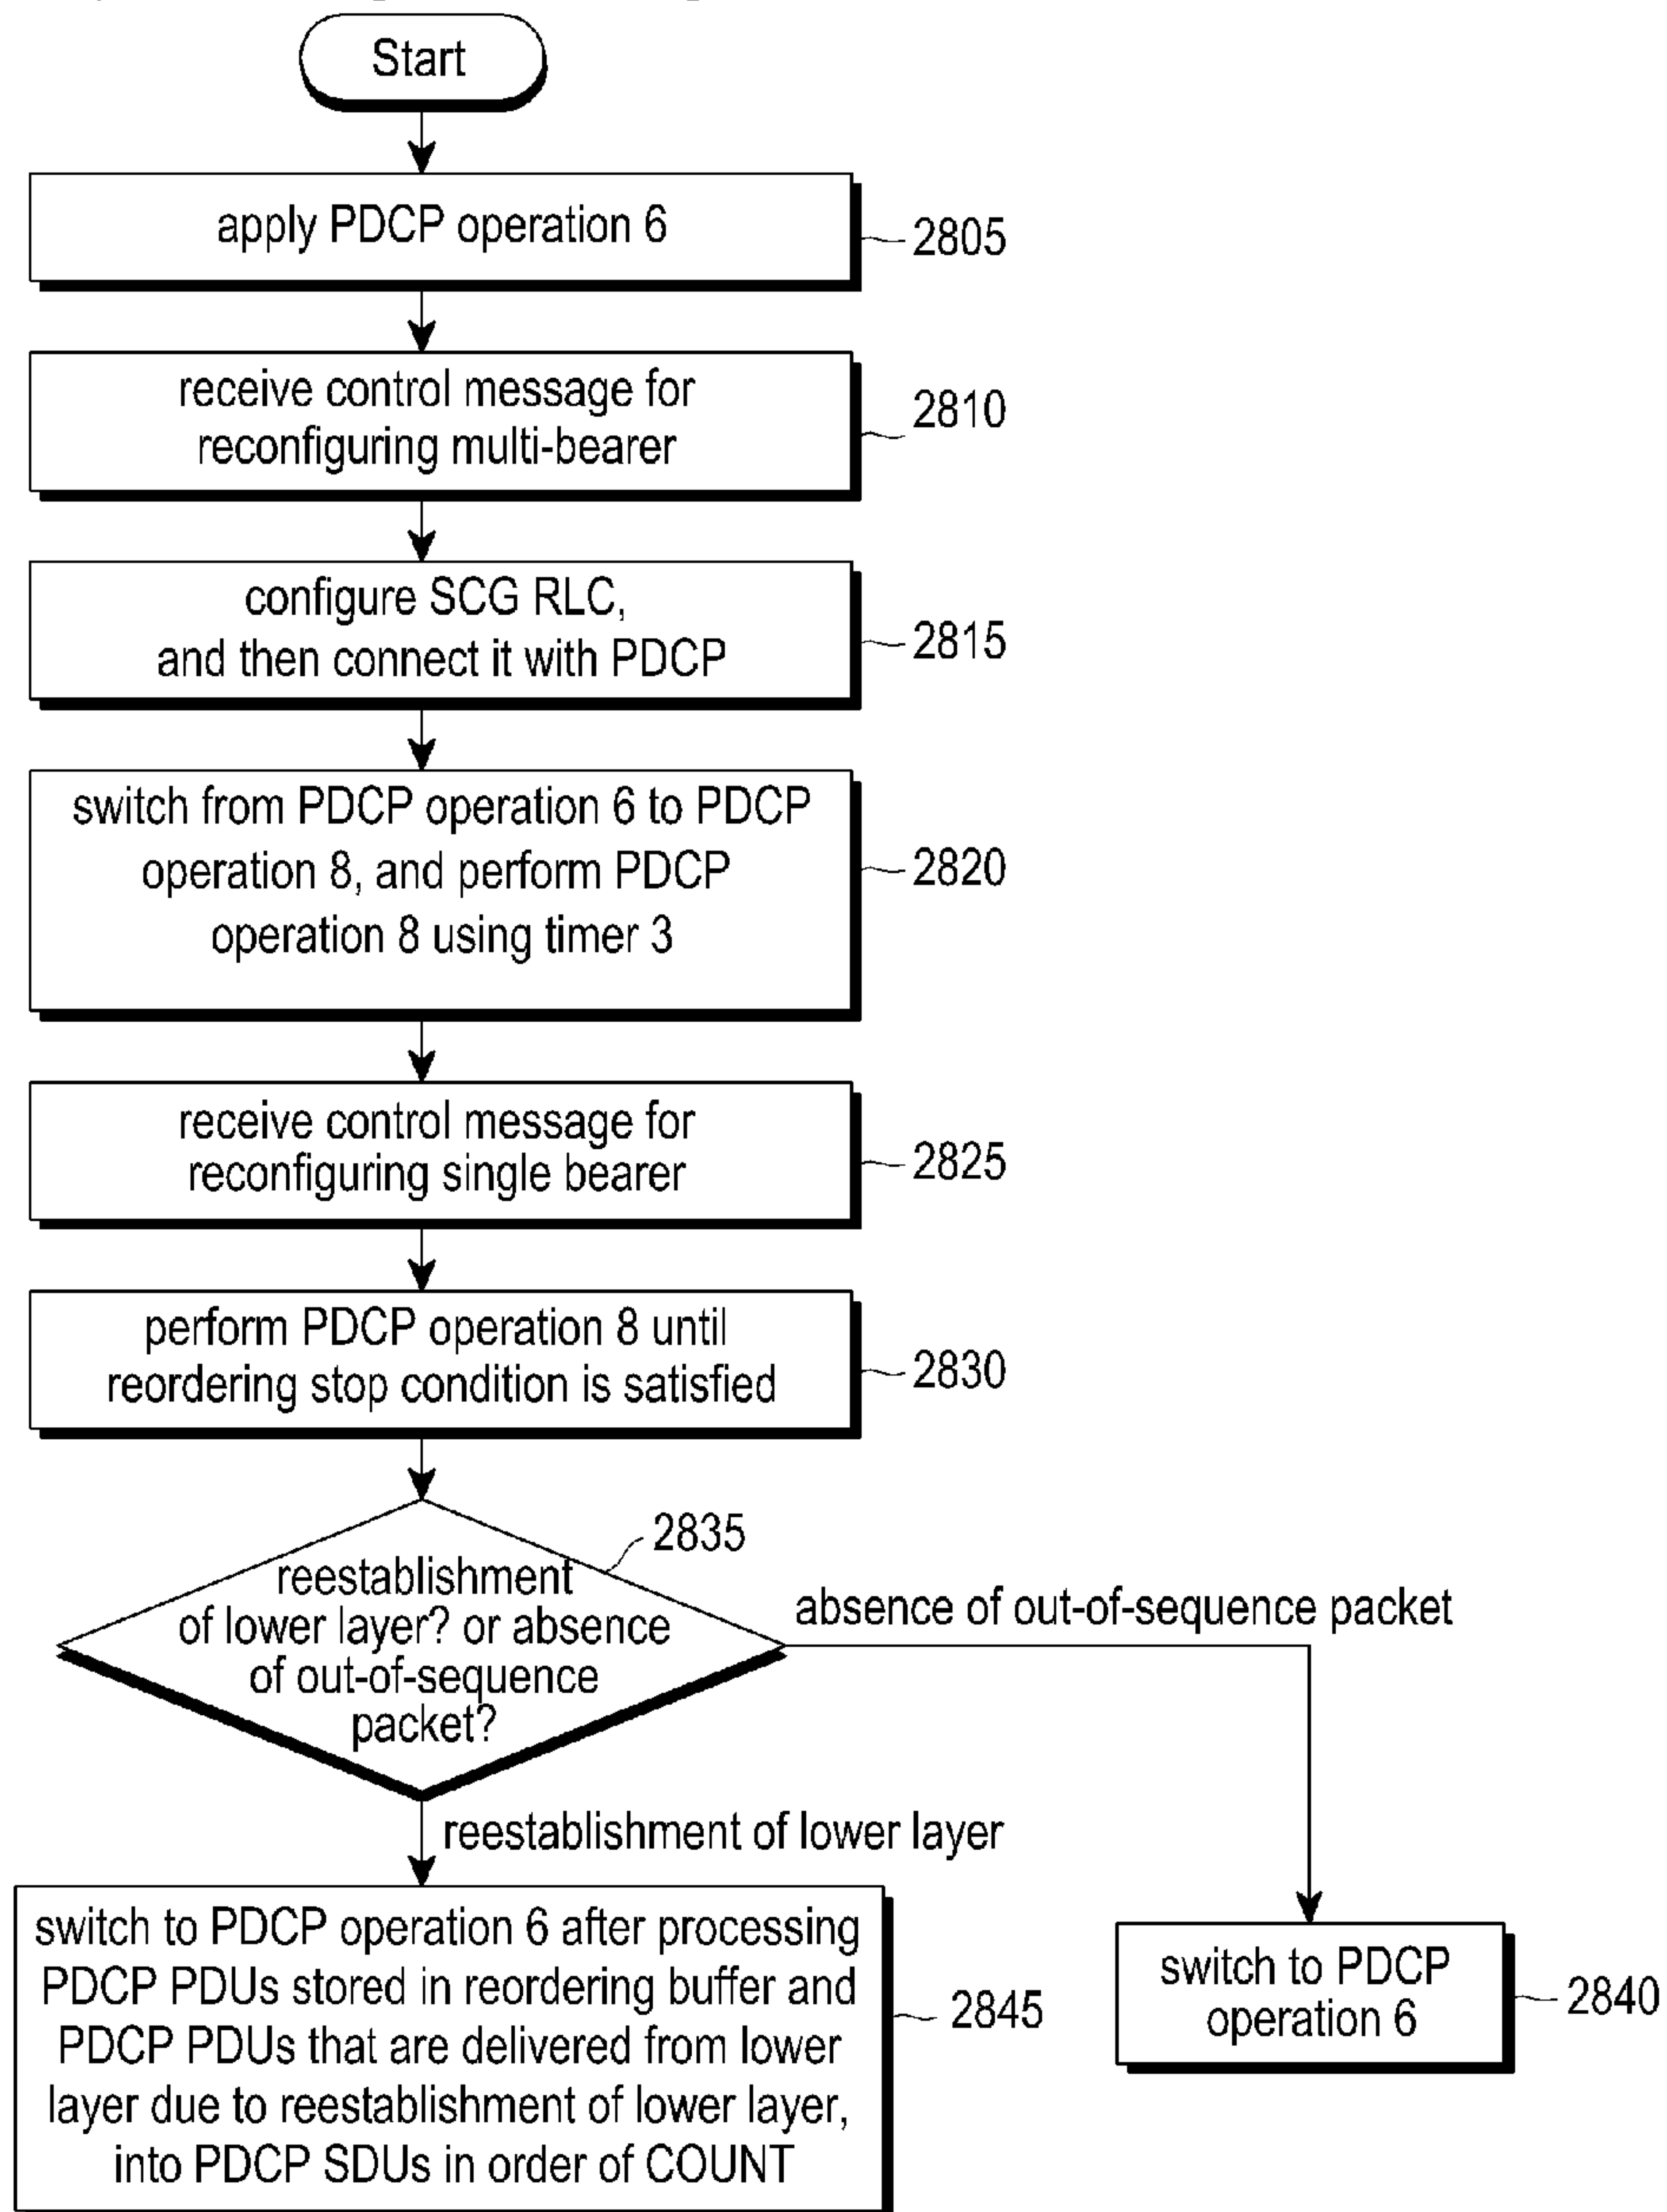 Start
apply PDCP operation 6
2805
receive control message for
reconfiguring multi-bearer
2810
configure SCG RLC,
and then connect it with PDCP
2815
switch from PDCP operation 6 to PDCP
operation 8, and perform PDCP
operation 8 using timer 3
2820
receive control message for
reconfiguring single bearer
2825
perform PDCP operation 8 until
reordering stop condition is satisfied
2830
2835
reestablishment
of lower layer? or absence
of out-of-sequence
packet?
absence of out-of-sequence packet
reestablishment of lower layer
switch to PDCP operation 6 after processing
PDCP PDUs stored in reordering buffer and
PDCP PDUs that are delivered from lower
layer due to reestablishment of lower layer,
into PDCP SDUs in order of COUNT
2845
switch to PDCP
operation 6
2840